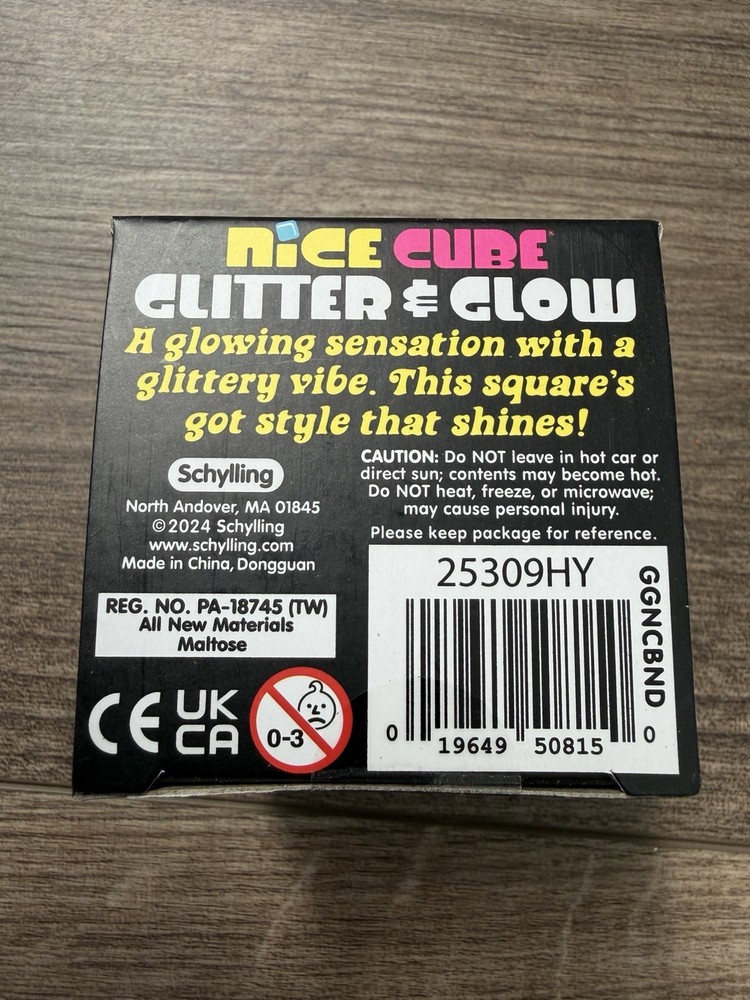 NiCE CUBE
GLITTER & GLOW
A glowing sensation with a
glittery vibe. This square's
got style that shines!
Schylling
North Andover, MA 01845
© 2024 Schylling
www.schylling.com
Made in China, Dongguan
CAUTION: Do NOT leave in hot car or
direct sun; contents may become hot.
Do NOT heat, freeze, or microwave;
may cause personal injury.
Please keep package for reference.
REG. NO. PA-18745 (TW)
All New Materials
Maltose
CE
UK
CA
0-3
25309HY
GGNCBND
0 19649 50815 0